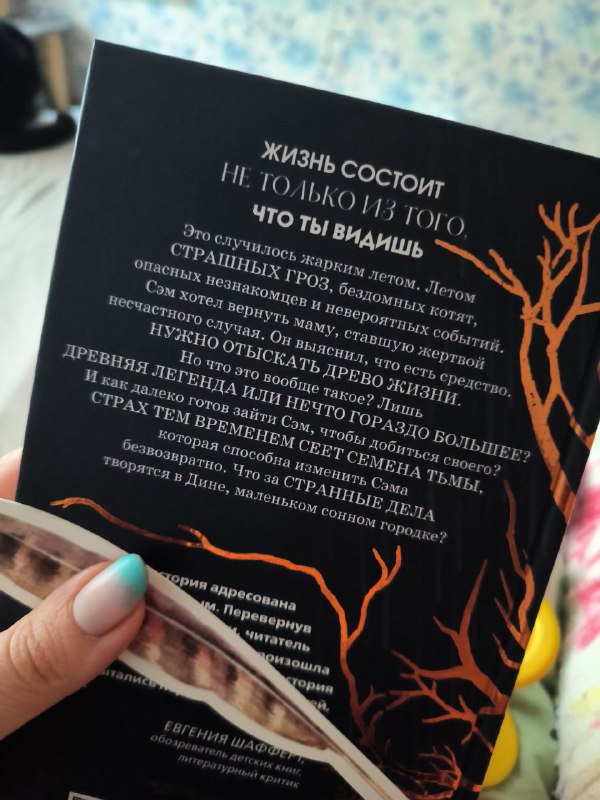 ЖИЗНЬ СОСТОИТ
НЕ ТОЛЬКО ИЗ ТОГО,
ЧТО ТЫ ВИДИШЬ
Это случилось жарким летом. Летом
СТРАШНЫХ ГРОЗ, бездомных котят,
опасных незнакомцев и невероятных событий.
Сэм хотел вернуть маму, ставшую жертвой
несчастного случая. Он выяснил, что есть средство.
НУЖНО ОТЫСКАТЬ ДРЕВО ЖИЗНИ.
Но что это вообще такое? Лишь
ДРЕВНЯЯ ЛЕГЕНДА ИЛИ НЕЧТО ГОРАЗДО БОЛЬШЕЕ?
И как далеко готов зайти Сэм, чтобы добиться своего?
СТРАХ ТЕМ ВРЕМЕНЕМ СЕЕТ СЕМЕНА ТЬМЫ,
которая способна изменить Сэма
безвозвратно. Что за СТРАННЫЕ ДЕЛА
творятся в Дине, маленьком сонном городке?
адресована
Перевернув
читатель
ЕВГЕНИЯ ШАФФЕРТ,
обозреватель детских книг,
литературный критик